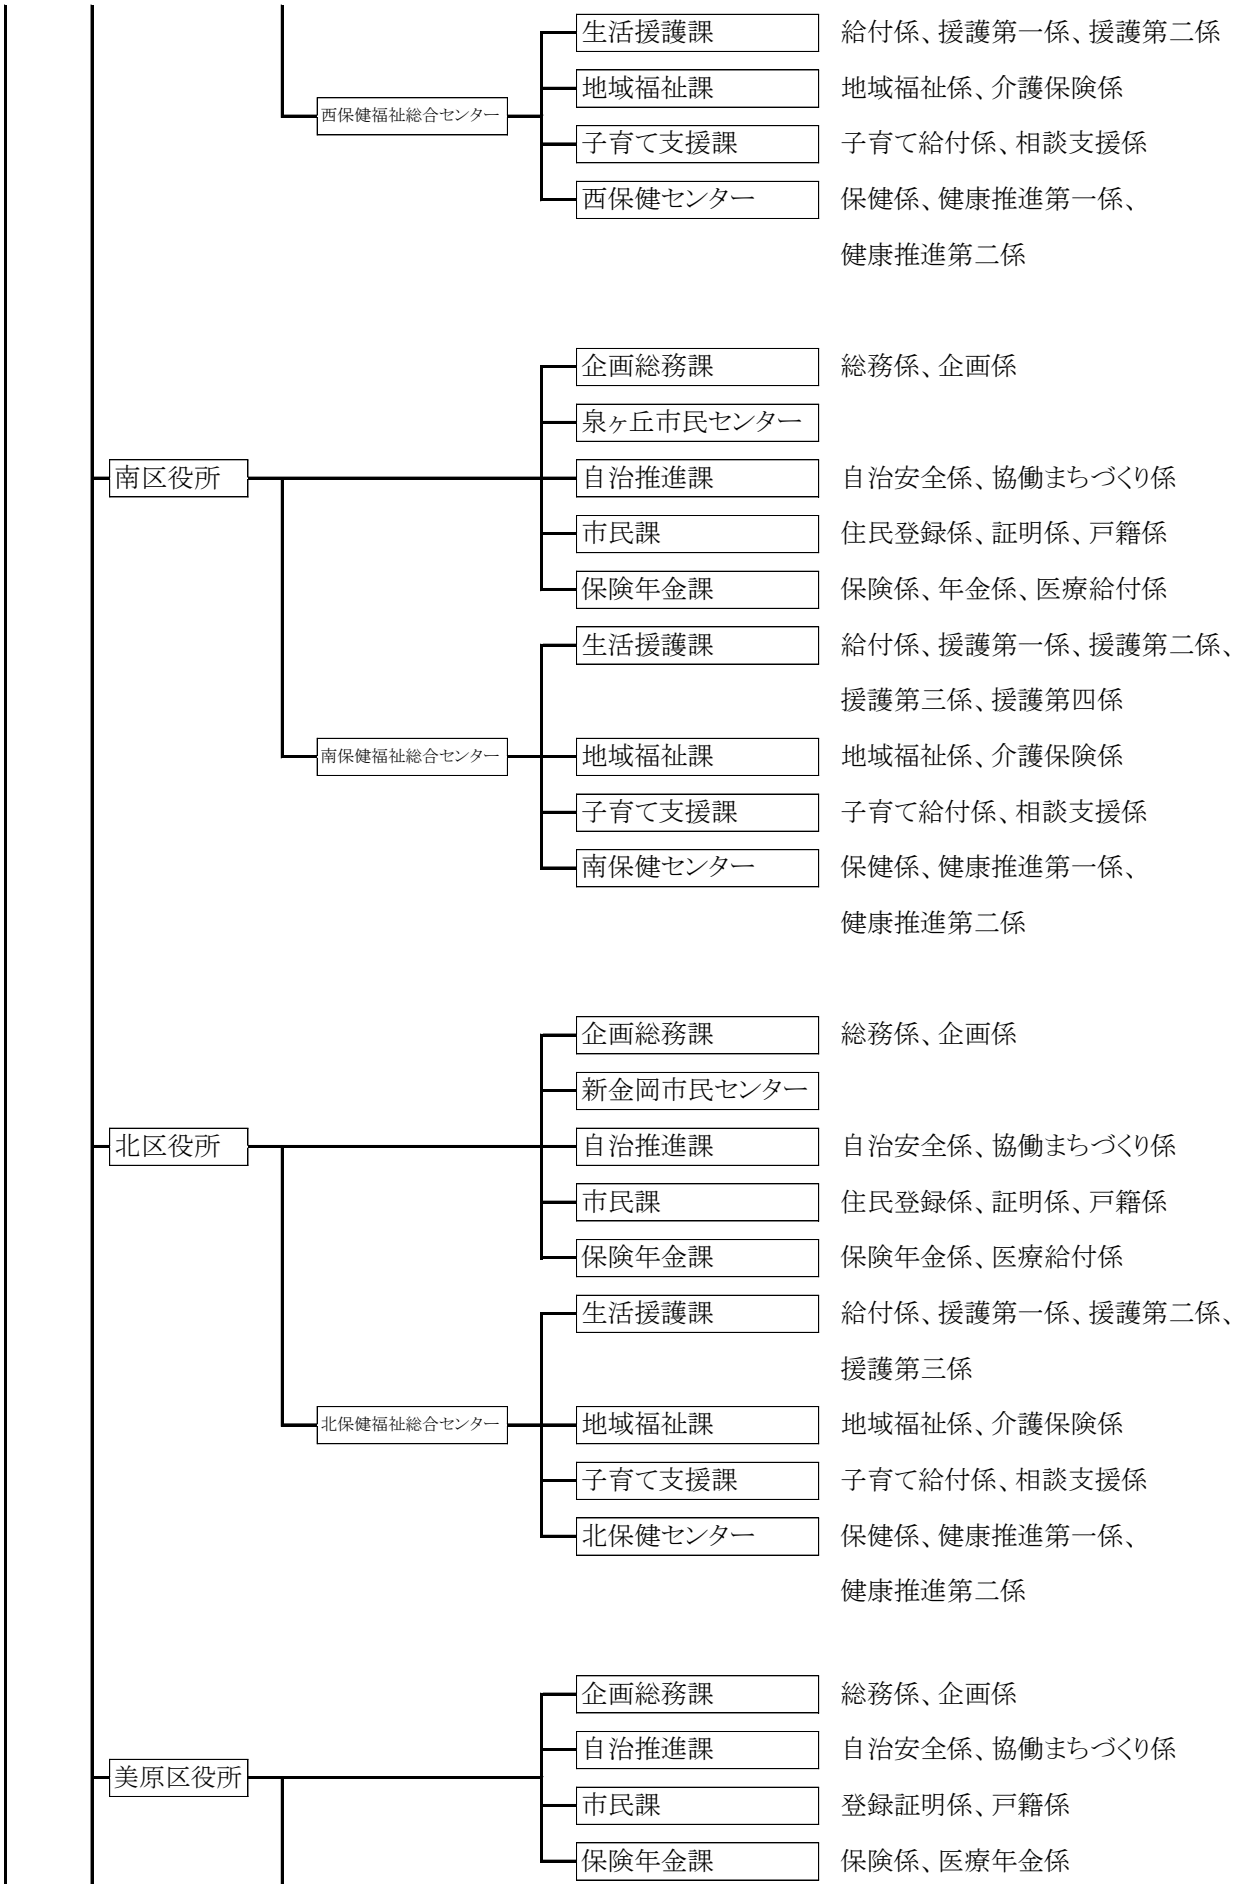 生活援護課 給付係、援護第一係、援護第二係
地域福祉課 地域福祉係、介護保険係
西保健福祉総合センター
子育て支援課 子育て給付係、相談支援係
西保健センター 保健係、健康推進第一係、
健康推進第二係
企画総務課 総務係、企画係
泉ヶ丘市民センター
南区役所 自治推進課 自治安全係、協働まちづくり係
市民課 住民登録係、証明係、戸籍係
保険年金課 保険係、年金係、医療給付係
生活援護課 給付係、援護第一係、援護第二係、
援護第三係、援護第四係
南保健福祉総合センター 地域福祉課 地域福祉係、介護保険係
子育て支援課 子育て給付係、相談支援係
南保健センター 保健係、健康推進第一係、
健康推進第二係
企画総務課 総務係、企画係
新金岡市民センター
北区役所 自治推進課 自治安全係、協働まちづくり係
市民課 住民登録係、証明係、戸籍係
保険年金課 保険年金係、医療給付係
生活援護課 給付係、援護第一係、援護第二係、
援護第三係
北保健福祉総合センター 地域福祉課 地域福祉係、介護保険係
子育て支援課 子育て給付係、相談支援係
北保健センター 保健係、健康推進第一係、
健康推進第二係
企画総務課 総務係、企画係
自治推進課 自治安全係、協働まちづくり係
美原区役所
市民課 登録証明係、戸籍係
保険年金課 保険係、医療年金係